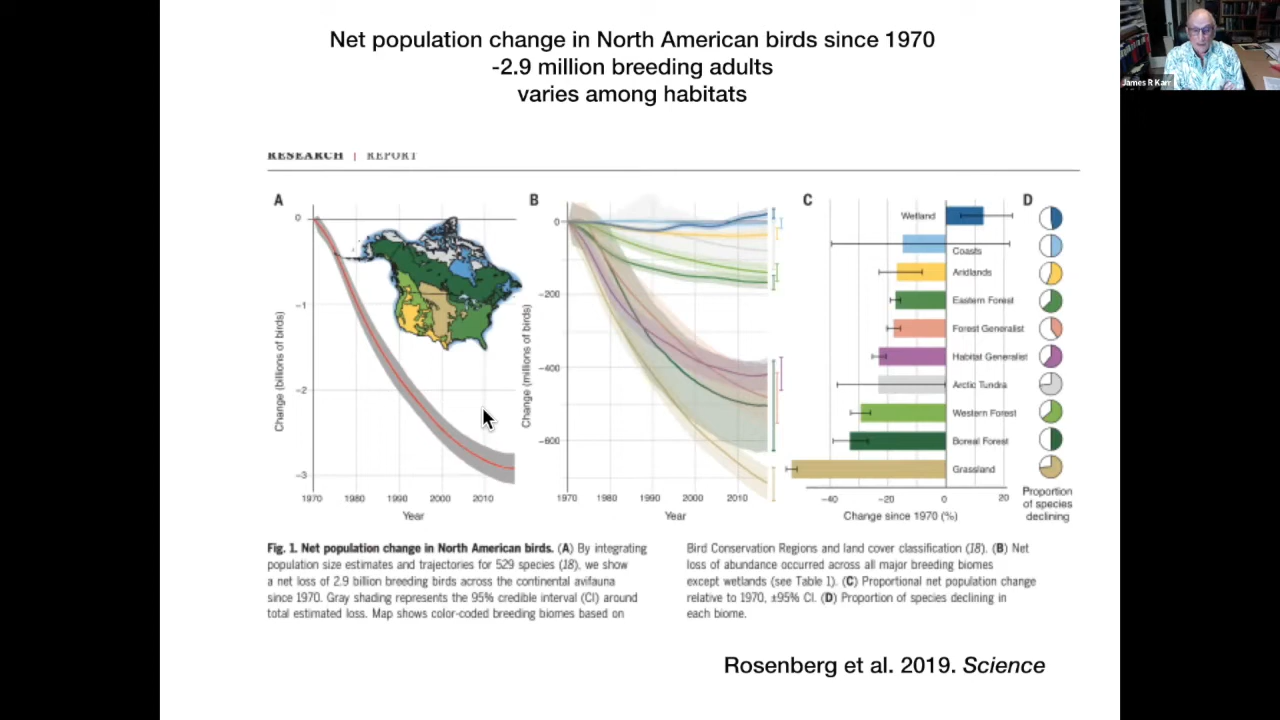 Net population change in North American birds since 1970
-2.9 million breeding adults
varies among habitats
James R Karr
RESEARCH | REPORT
A
0
−1
−2
−3
Change (billions of birds)
1970 1980 1990 2000 2010
Year
B
0
−200
−400
−600
Change (millions of birds)
1970 1980 1990 2000 2010
Year
C
Wetland
Coasts
Aridlands
Eastern Forest
Forest Generalist
Habitat Generalist
Arctic Tundra
Western Forest
Boreal Forest
Grassland
−40 −20 0 20
Change since 1970 (%)
D
Proportion
of species
declining
Fig. 1. Net population change in North American birds. (A) By integrating
population size estimates and trajectories for 529 species (18), we show
a net loss of 2.9 billion breeding birds across the continental avifauna
since 1970. Gray shading represents the 95% credible interval (CI) around
total estimated loss. Map shows color-coded breeding biomes based on
Bird Conservation Regions and land cover classification (18). (B) Net
loss of abundance occurred across all major breeding biomes
except wetlands (see Table 1). (C) Proportional net population change
relative to 1970, ±95% CI. (D) Proportion of species declining in
each biome.
Rosenberg et al. 2019. Science